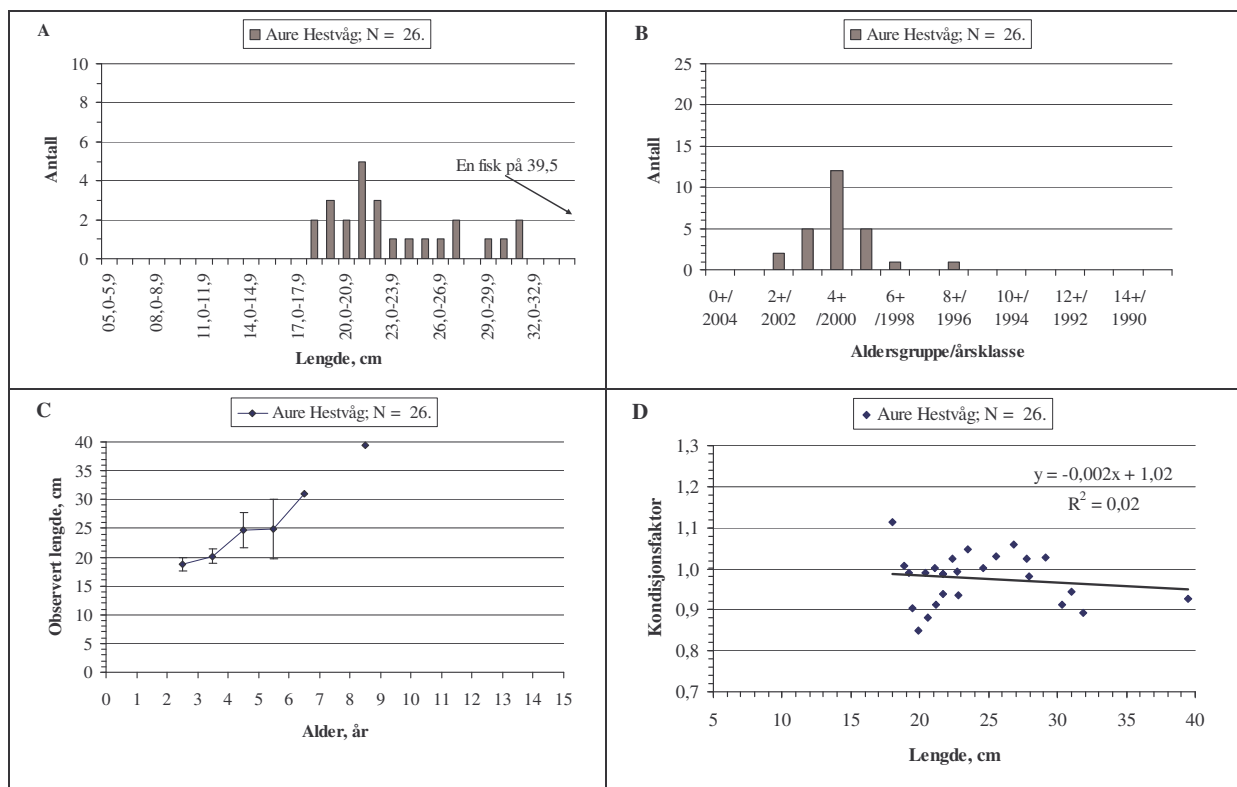 A
Aure Hestvåg; N = 26.
10
8
6
4
2
0
Antall
En fisk på 39,5
05,0-5,9
08,0-8,9
11,0-11,9
14,0-14,9
17,0-17,9
20,0-20,9
23,0-23,9
26,0-26,9
29,0-29,9
32,0-32,9
Lengde, cm
B
Aure Hestvåg; N = 26.
25
20
15
10
5
0
Antall
0+/ 2+/ 4+ 6+ 8+/ 10+/ 12+/ 14+/
2004 2002 /2000 /1998 1996 1994 1992 1990
Aldersgruppe/årsklasse
C
Aure Hestvåg; N = 26.
40
35
30
25
20
15
10
5
0
Observert lengde, cm
0 1 2 3 4 5 6 7 8 9 10 11 12 13 14 15
Alder, år
D
Aure Hestvåg; N = 26.
1,3
1,2
1,1
1,0
0,9
0,8
0,7
Kondisjonsfaktor
y = -0,002x + 1,02
R² = 0,02
5 10 15 20 25 30 35 40
Lengde, cm